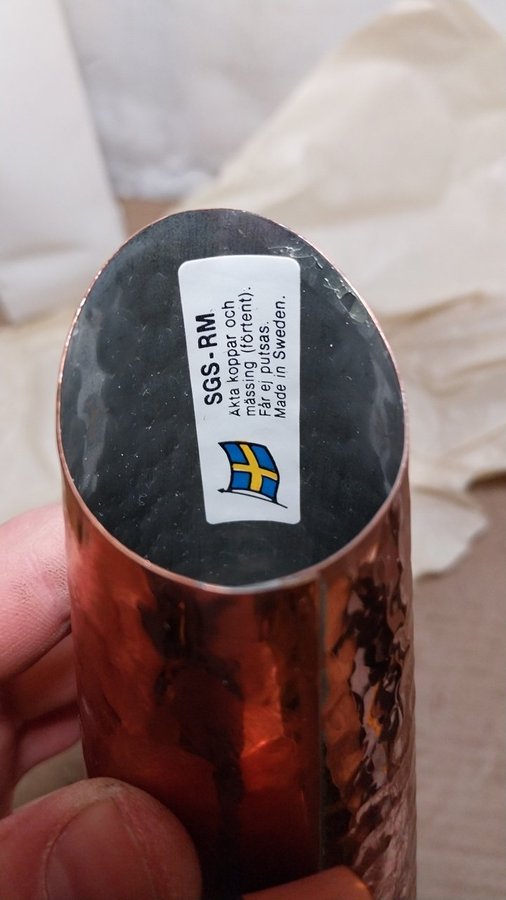 SGS-RM
Äkta koppar och
mässing (förtent).
Får ej putsas.
Made in Sweden.